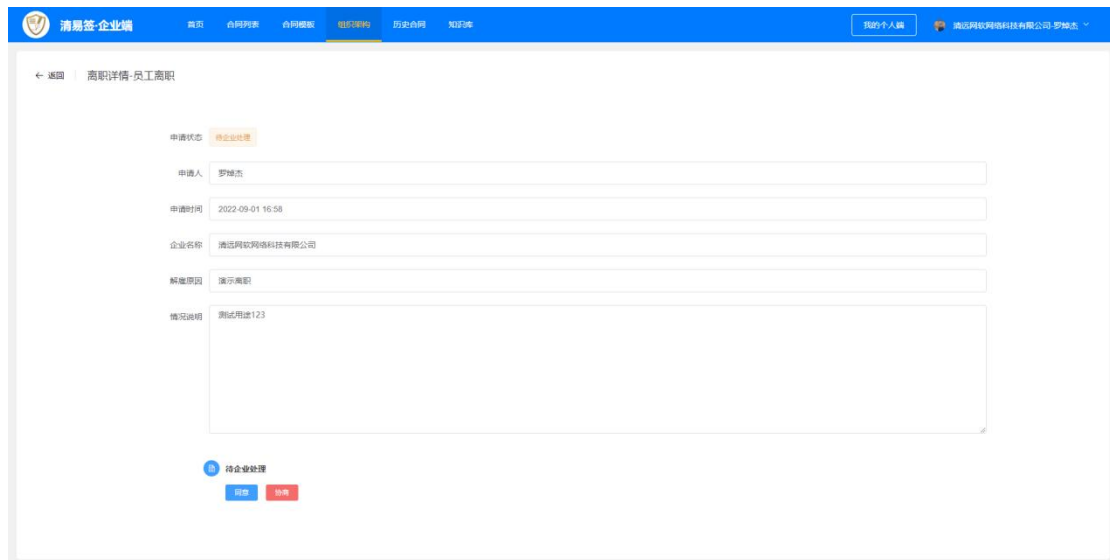 清易签·企业端 首页 合同列表 合同模板 组织架构 历史合同 知识库 我的个人端 清远网软网络科技有限公司-罗焯杰
← 返回 离职详情-员工离职
申请状态 待企业处理
申请人 罗焯杰
申请时间 2022-09-01 16:58
企业名称 清远网软网络科技有限公司
解雇原因 演示离职
情况说明 测试用途123
待企业处理
同意 协商